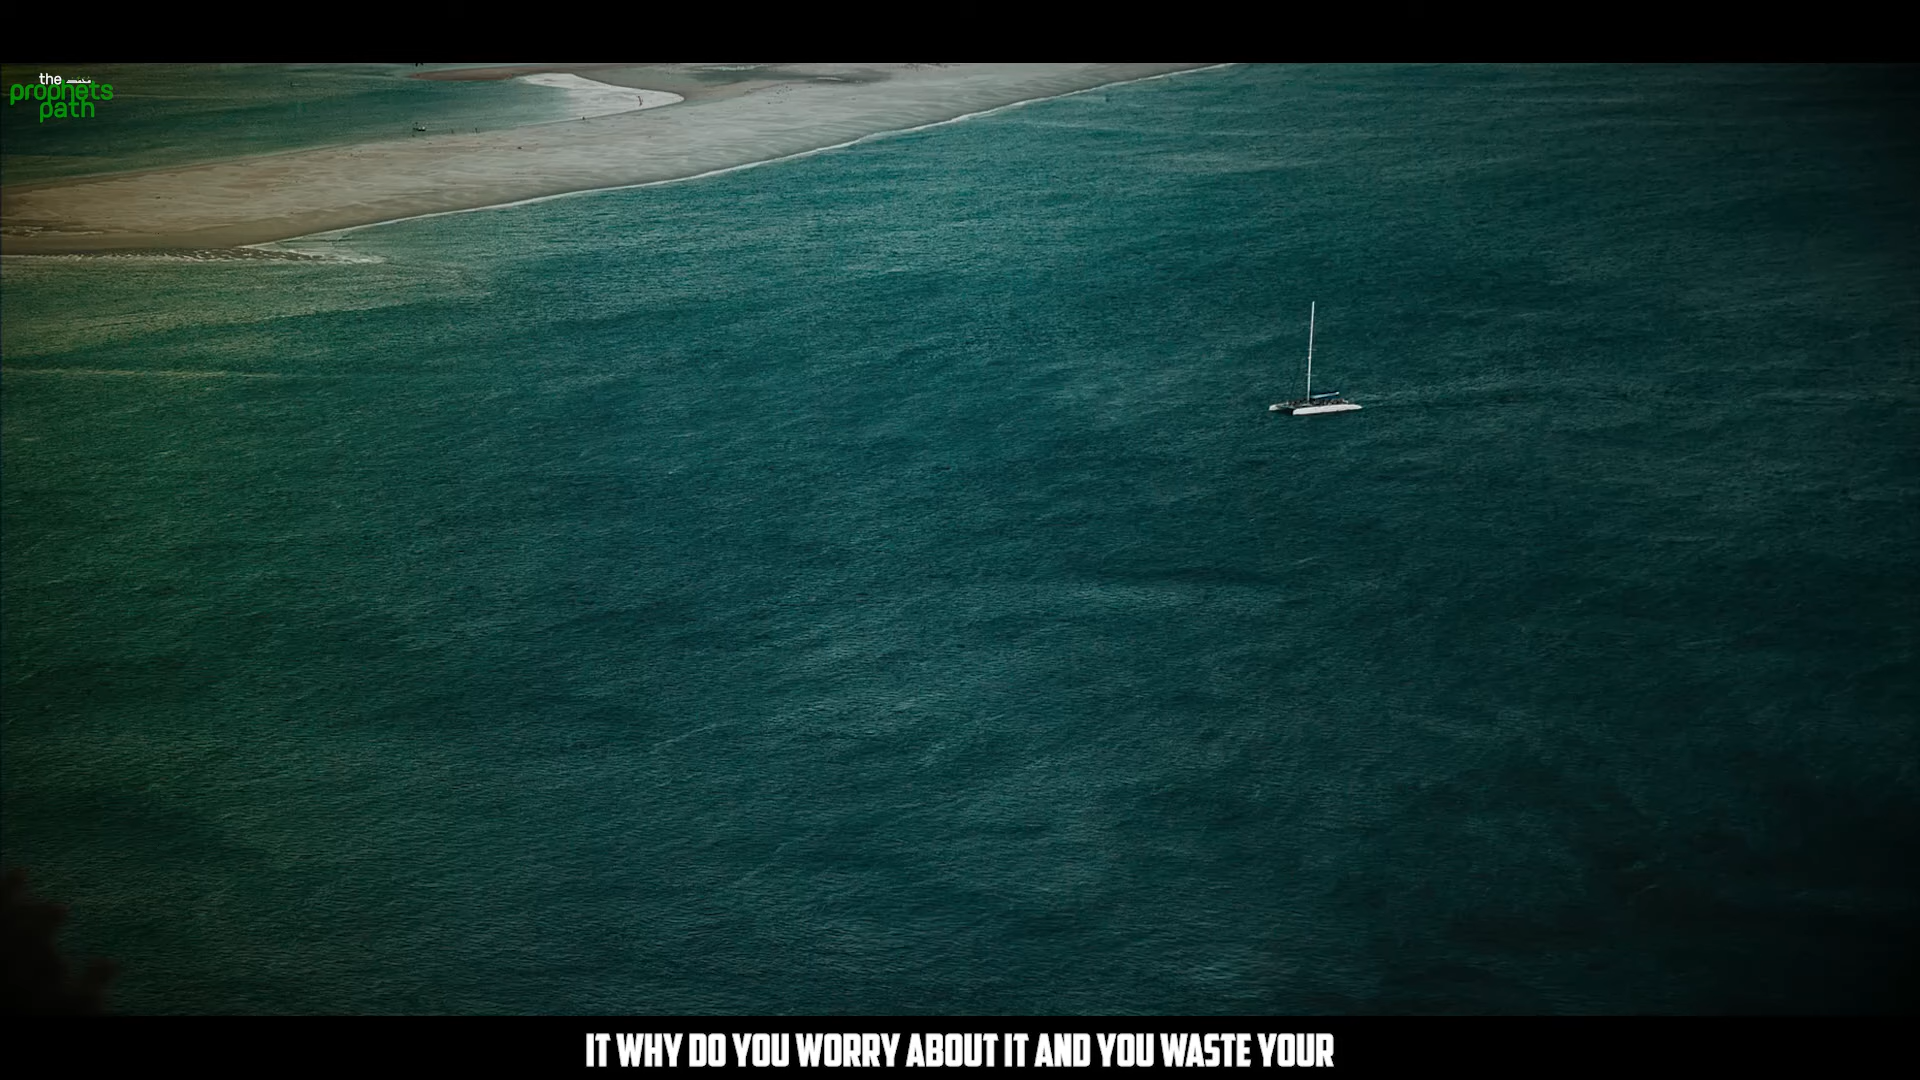 the
prophets
path
IT WHY DO YOU WORRY ABOUT IT AND YOU WASTE YOUR